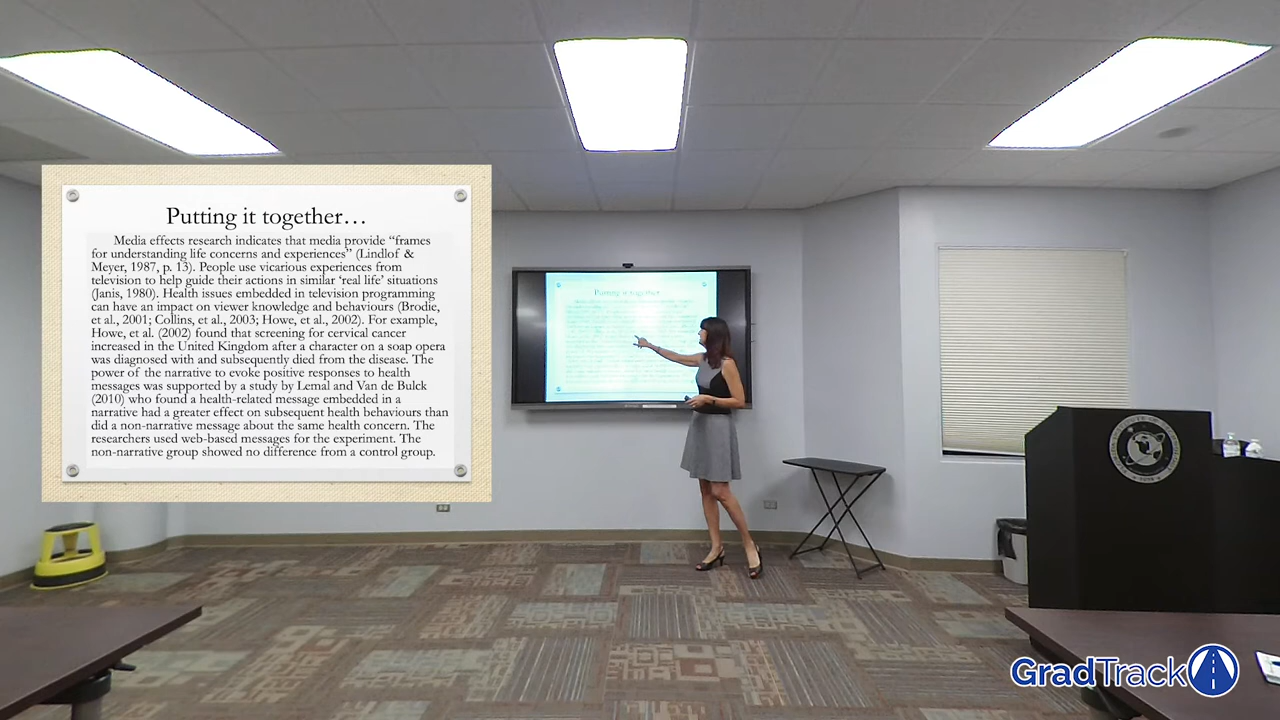 Putting it together…
Media effects research indicates that media provide “frames
for understanding life concerns and experiences” (Lindlof &
Meyer, 1987, p. 13). People use vicarious experiences from
television to help guide their actions in similar ‘real life’ situations
(Janis, 1980). Health issues embedded in television programming
can have an impact on viewer knowledge and behaviours (Brodie,
et al., 2001; Collins, et al., 2003; Howe, et al., 2002). For example,
Howe, et al. (2002) found that screening for cervical cancer
increased in the United Kingdom after a character on a soap opera
was diagnosed with and subsequently died from the disease. The
power of the narrative to evoke positive responses to health
messages was supported by a study by Lemal and Van de Bulck
(2010) who found a health-related message embedded in a
narrative had a greater effect on subsequent health behaviours than
did a non-narrative message about the same health concern. The
researchers used web-based messages for the experiment. The
non-narrative group showed no difference from a control group.
Putting it together
GradTrack